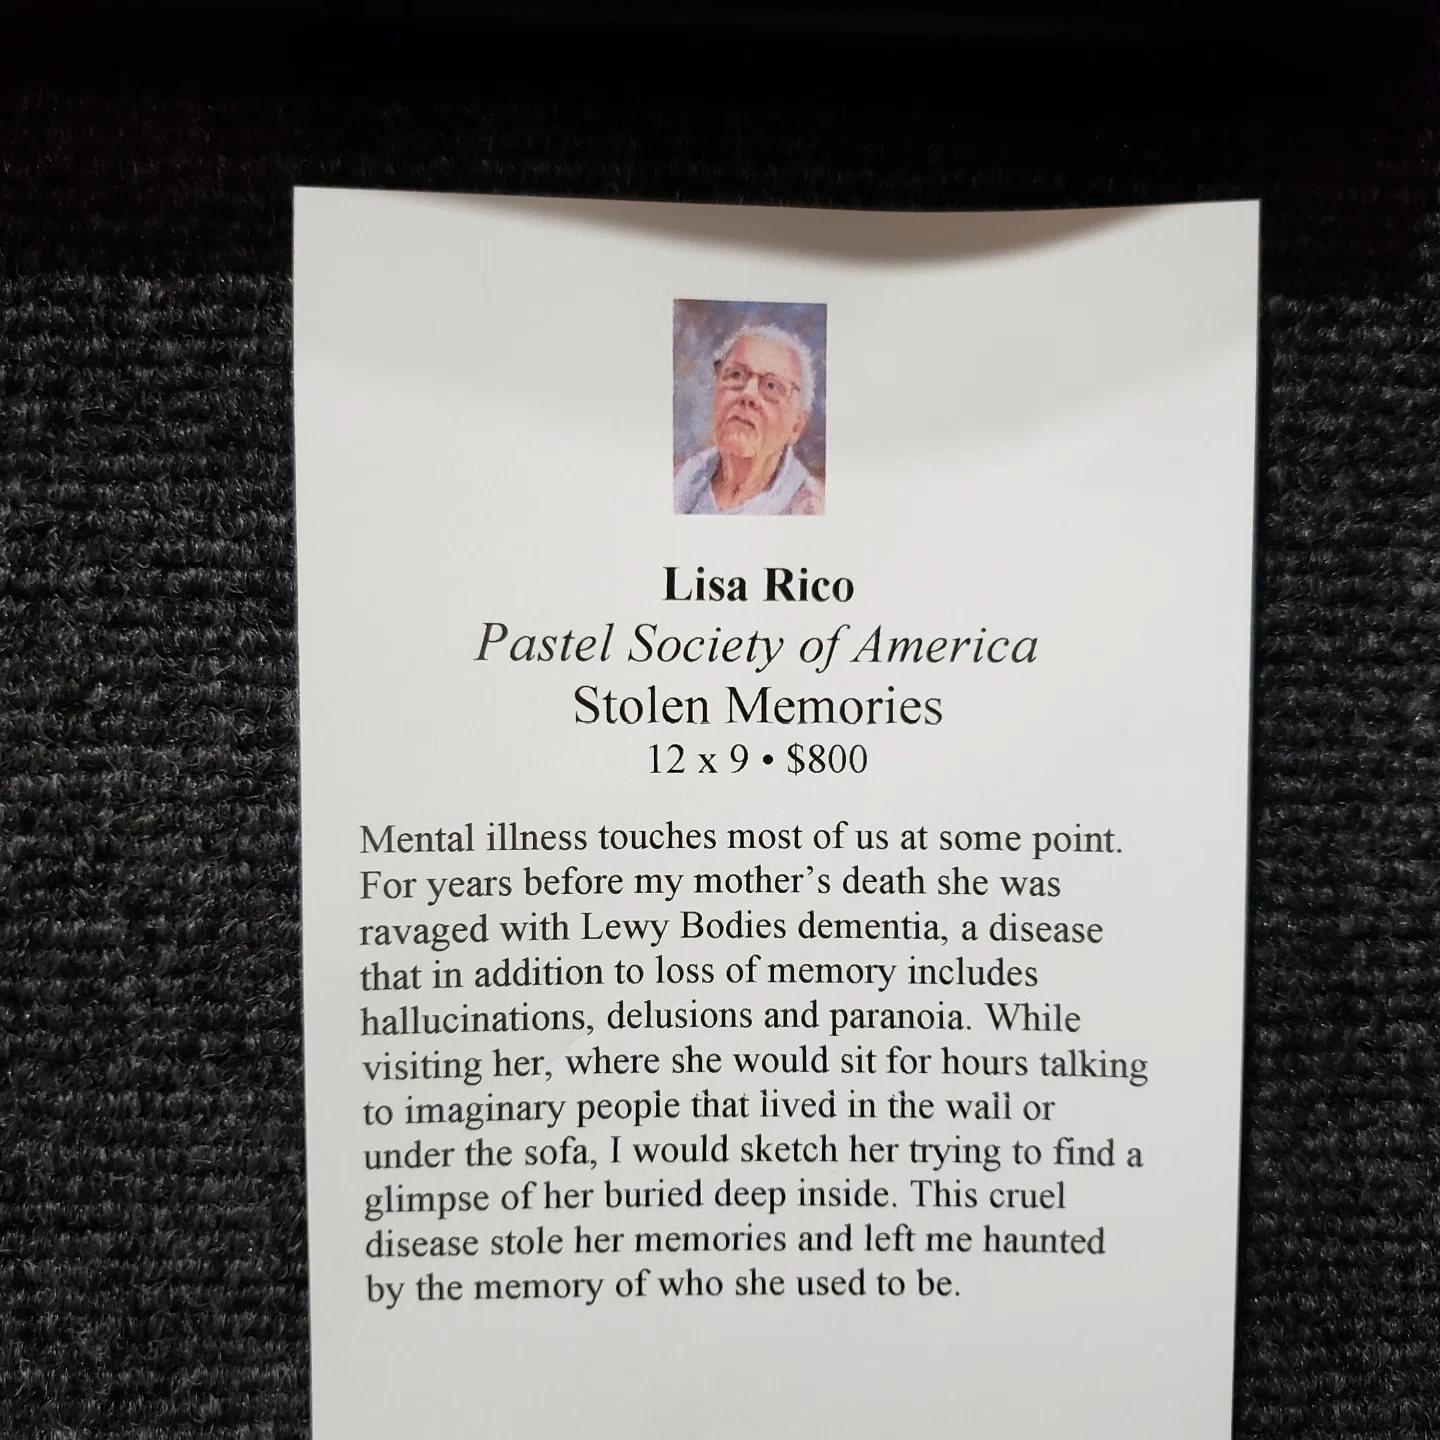 Lisa Rico
Pastel Society of America
Stolen Memories
12 x 9 • $800
Mental illness touches most of us at some point.
For years before my mother’s death she was
ravaged with Lewy Bodies dementia, a disease
that in addition to loss of memory includes
hallucinations, delusions and paranoia. While
visiting her, where she would sit for hours talking
to imaginary people that lived in the wall or
under the sofa, I would sketch her trying to find a
glimpse of her buried deep inside. This cruel
disease stole her memories and left me haunted
by the memory of who she used to be.